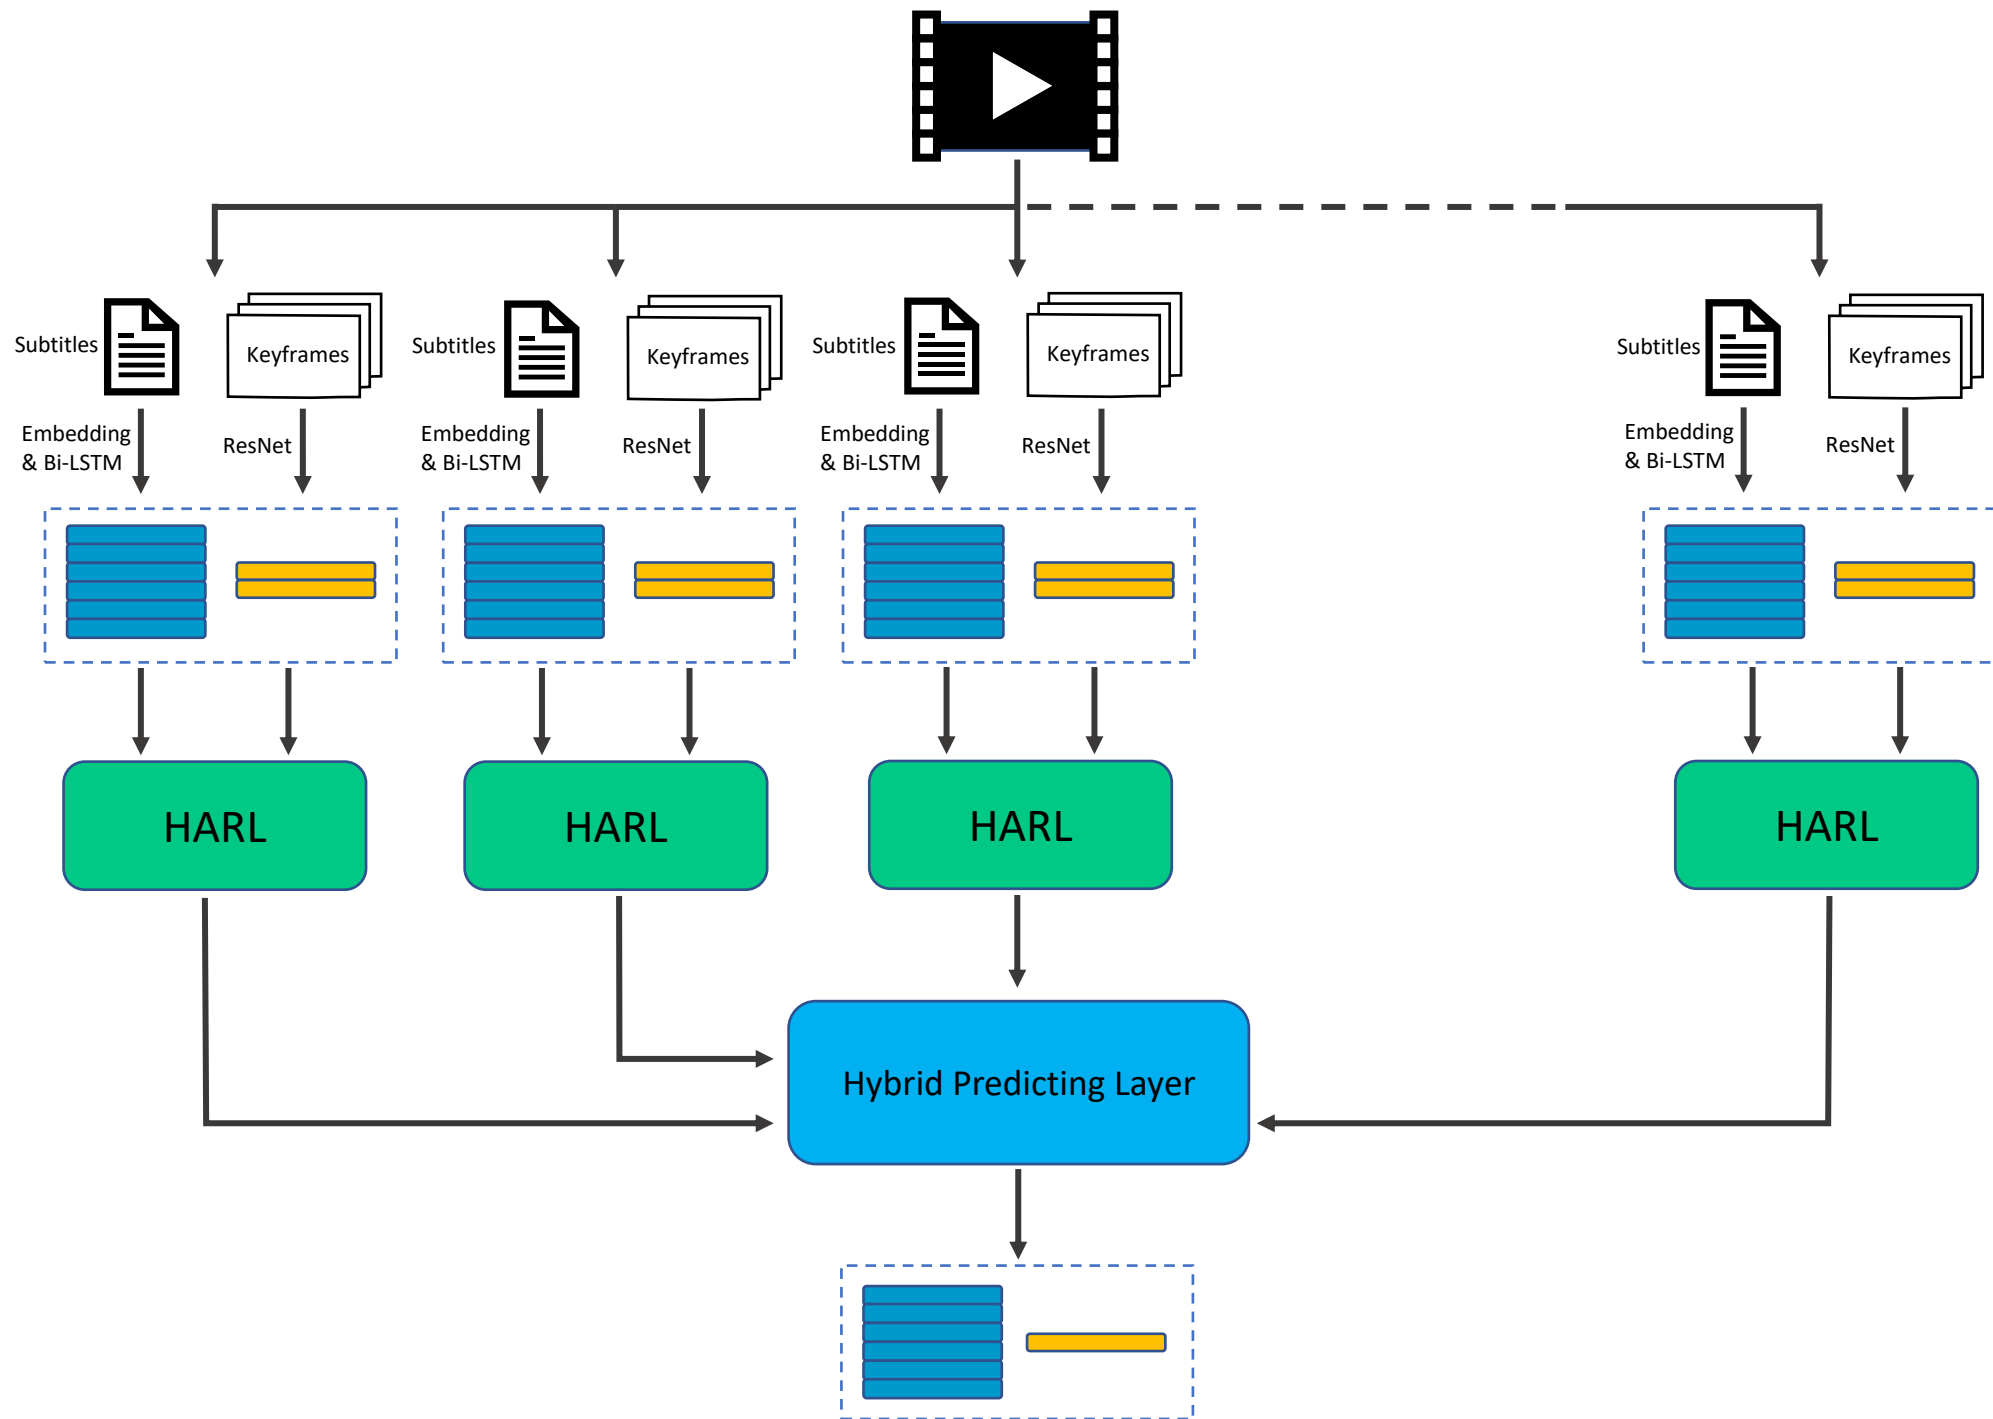 Subtitles
Keyframes
Subtitles
Keyframes
Subtitles
Keyframes
Subtitles
Keyframes
Embedding
& Bi-LSTM
ResNet
Embedding
& Bi-LSTM
ResNet
Embedding
& Bi-LSTM
ResNet
Embedding
& Bi-LSTM
ResNet
HARL
HARL
HARL
HARL
Hybrid Predicting Layer